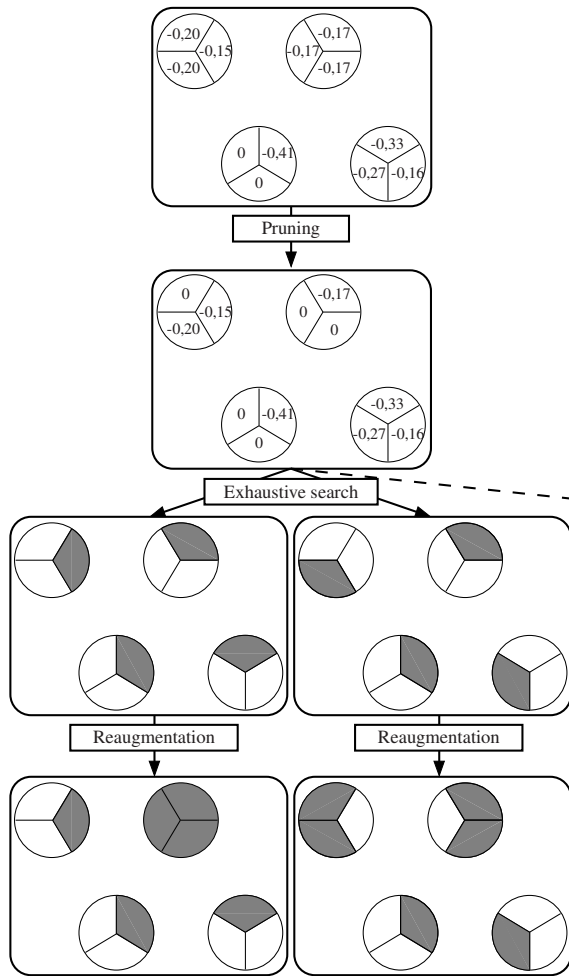 -0,20 -0,15 -0,20
-0,17 -0,17 -0,17
0 -0,41 0
-0,33 -0,27 -0,16
Pruning
0 -0,15 -0,20
-0,17 0 0
0 -0,41 0
-0,33 -0,27 -0,16
Exhaustive search
Reaugmentation
Reaugmentation